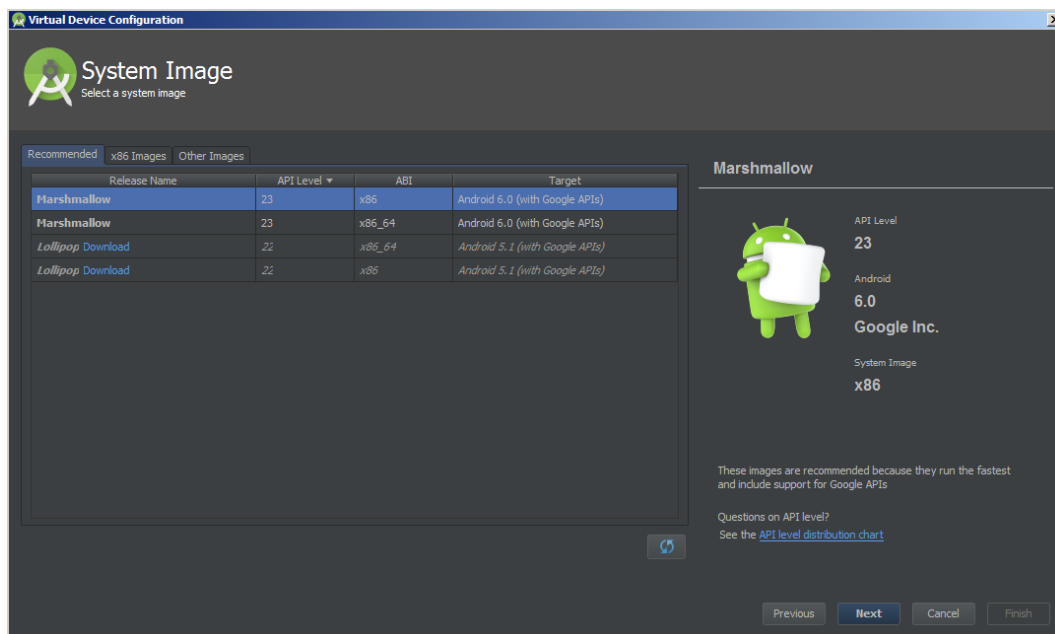 Virtual Device Configuration
System Image
Select a system image
Recommended x86 Images Other Images
Release Name API Level ABI Target
Marshmallow 23 x86 Android 6.0 (with Google APIs)
Marshmallow 23 x86_64 Android 6.0 (with Google APIs)
Lollipop Download 22 x86_64 Android 5.1 (with Google APIs)
Lollipop Download 22 x86 Android 5.1 (with Google APIs)
Marshmallow
API Level
23
Android
6.0
Google Inc.
System Image
x86
These images are recommended because they run the fastest
and include support for Google APIs
Questions on API level?
See the API level distribution chart
Previous Next Cancel Finish